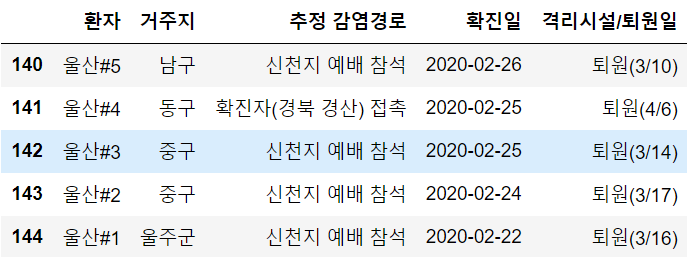 환자 거주지 추정 감염경로 확진일 격리시설/퇴원일
140 울산#5 남구 신천지 예배 참석 2020-02-26 퇴원(3/10)
141 울산#4 동구 확진자(경북 경산) 접촉 2020-02-25 퇴원(4/6)
142 울산#3 중구 신천지 예배 참석 2020-02-25 퇴원(3/14)
143 울산#2 중구 신천지 예배 참석 2020-02-24 퇴원(3/17)
144 울산#1 울주군 신천지 예배 참석 2020-02-22 퇴원(3/16)